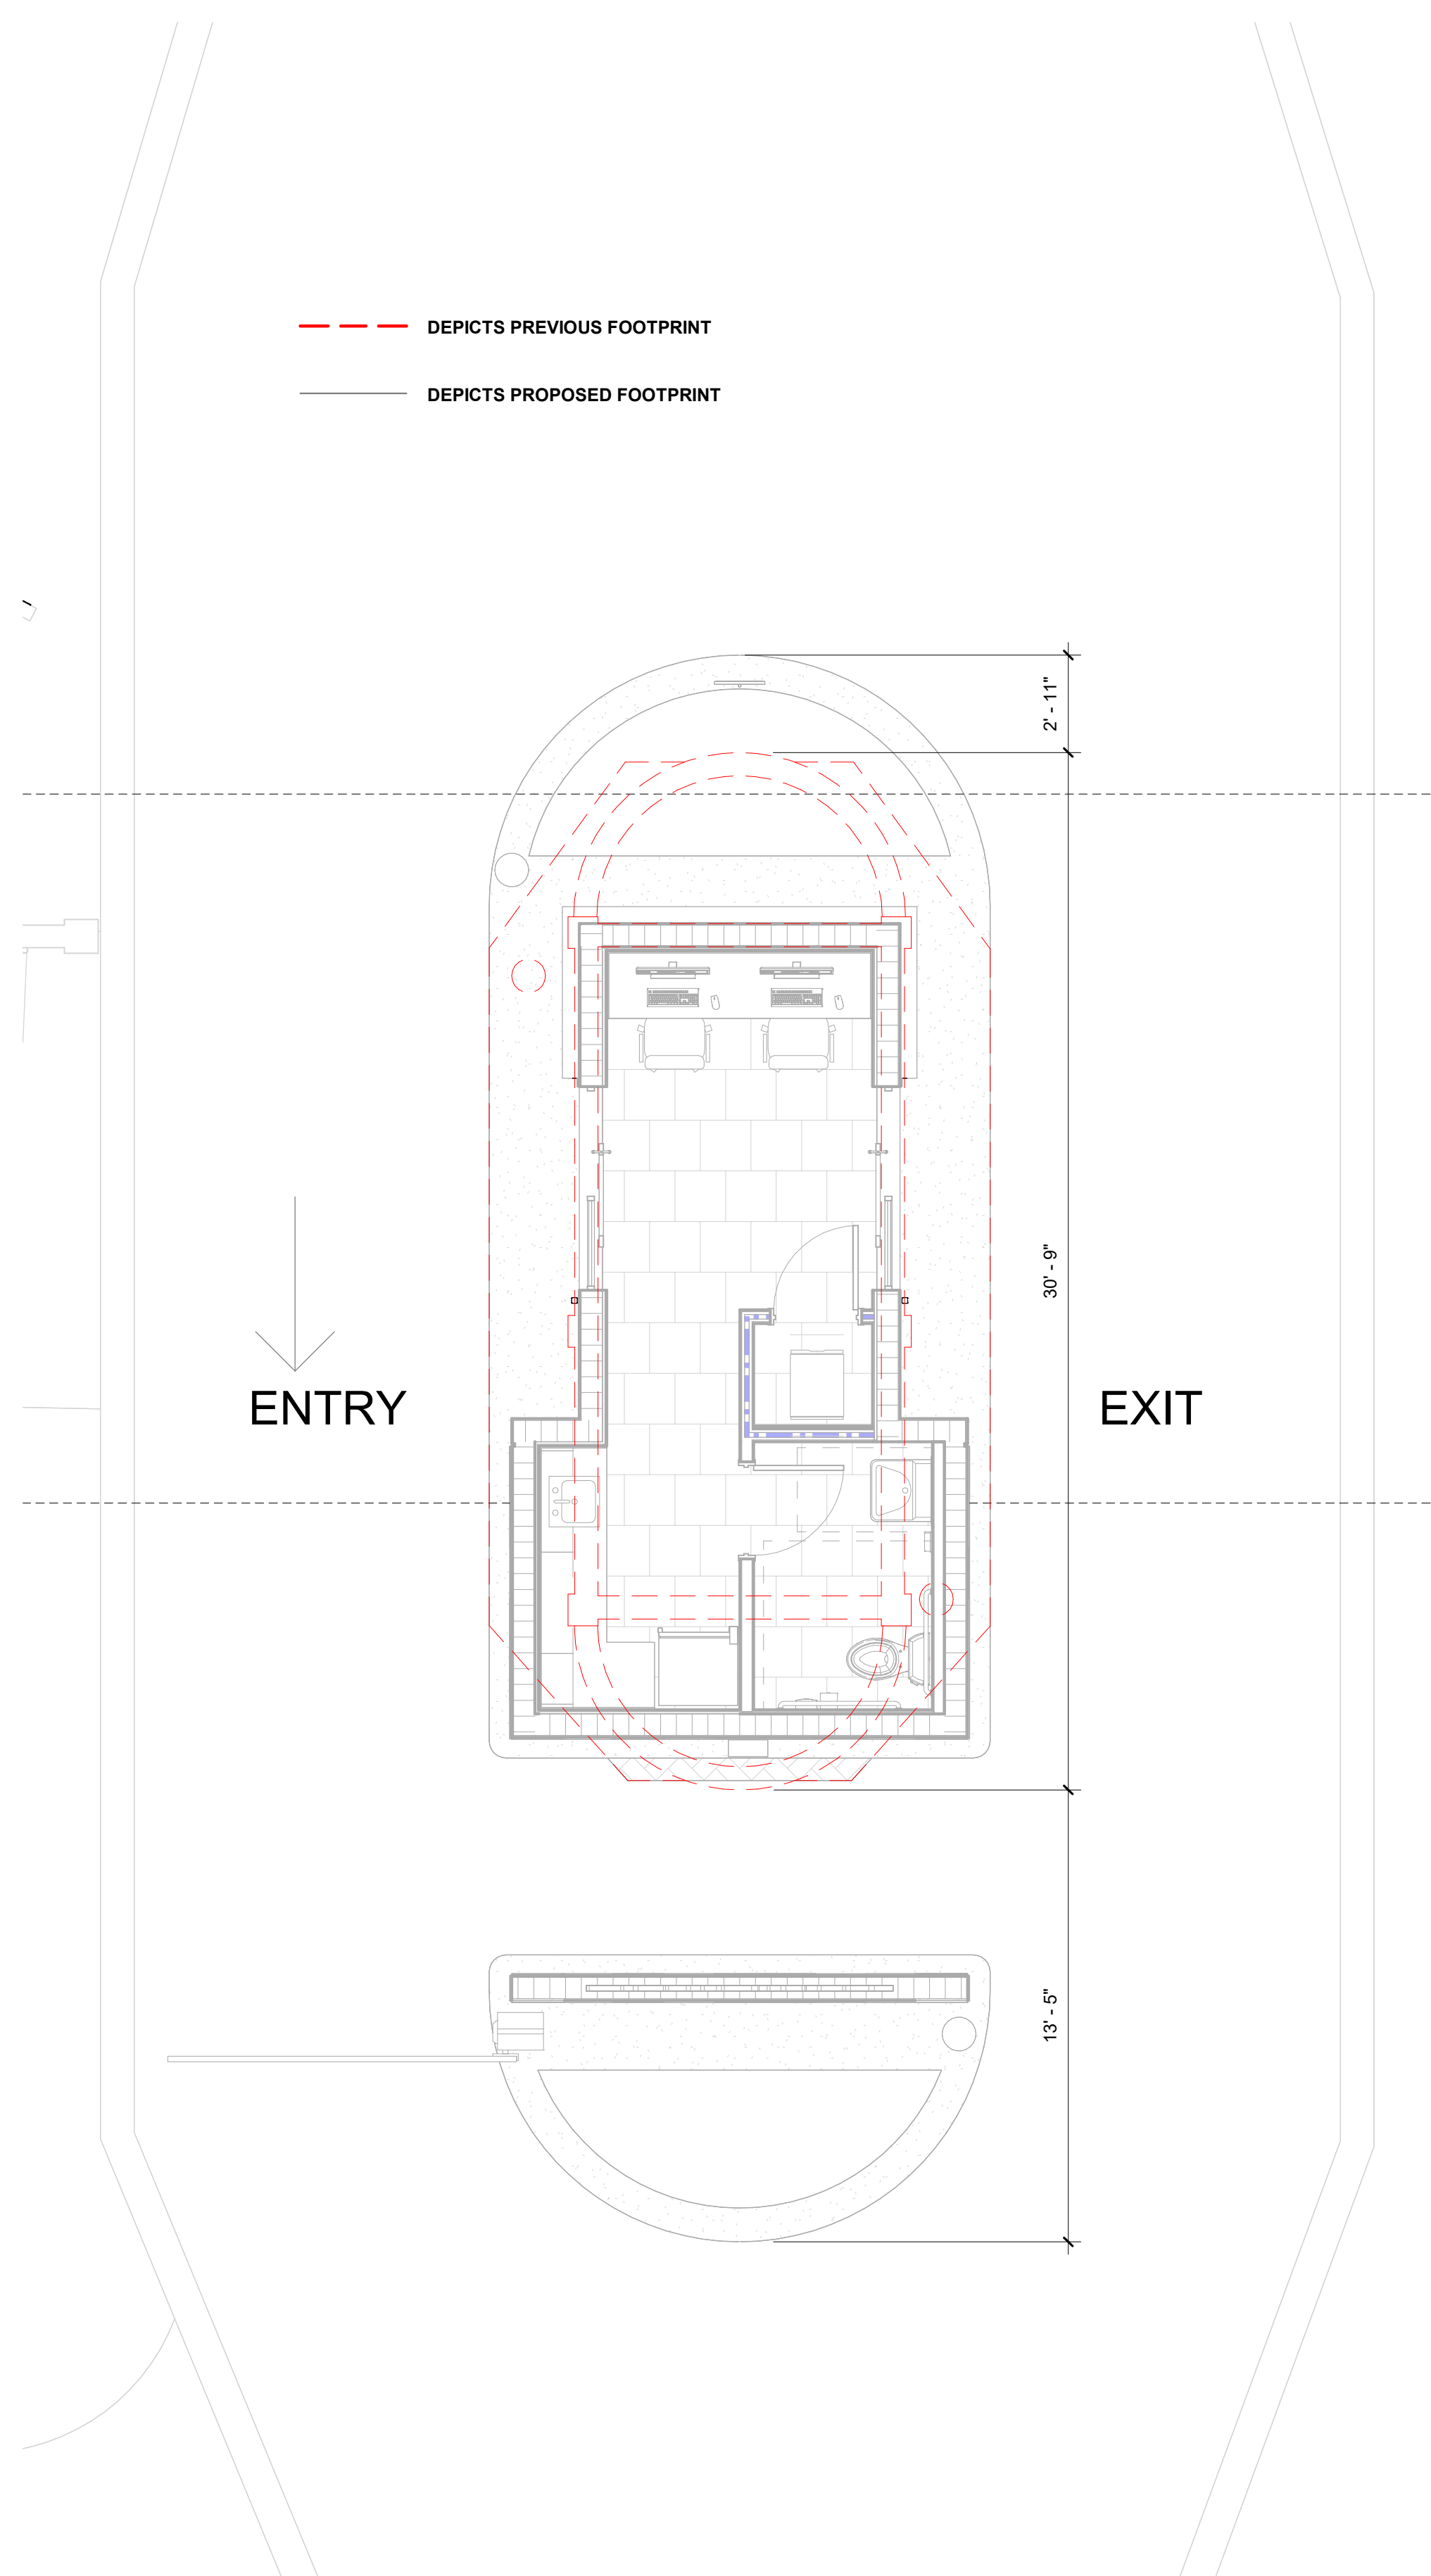 DEPICTS PREVIOUS FOOTPRINT
DEPICTS PROPOSED FOOTPRINT
2' - 11"
30' - 9"
ENTRY
EXIT
13' - 5"